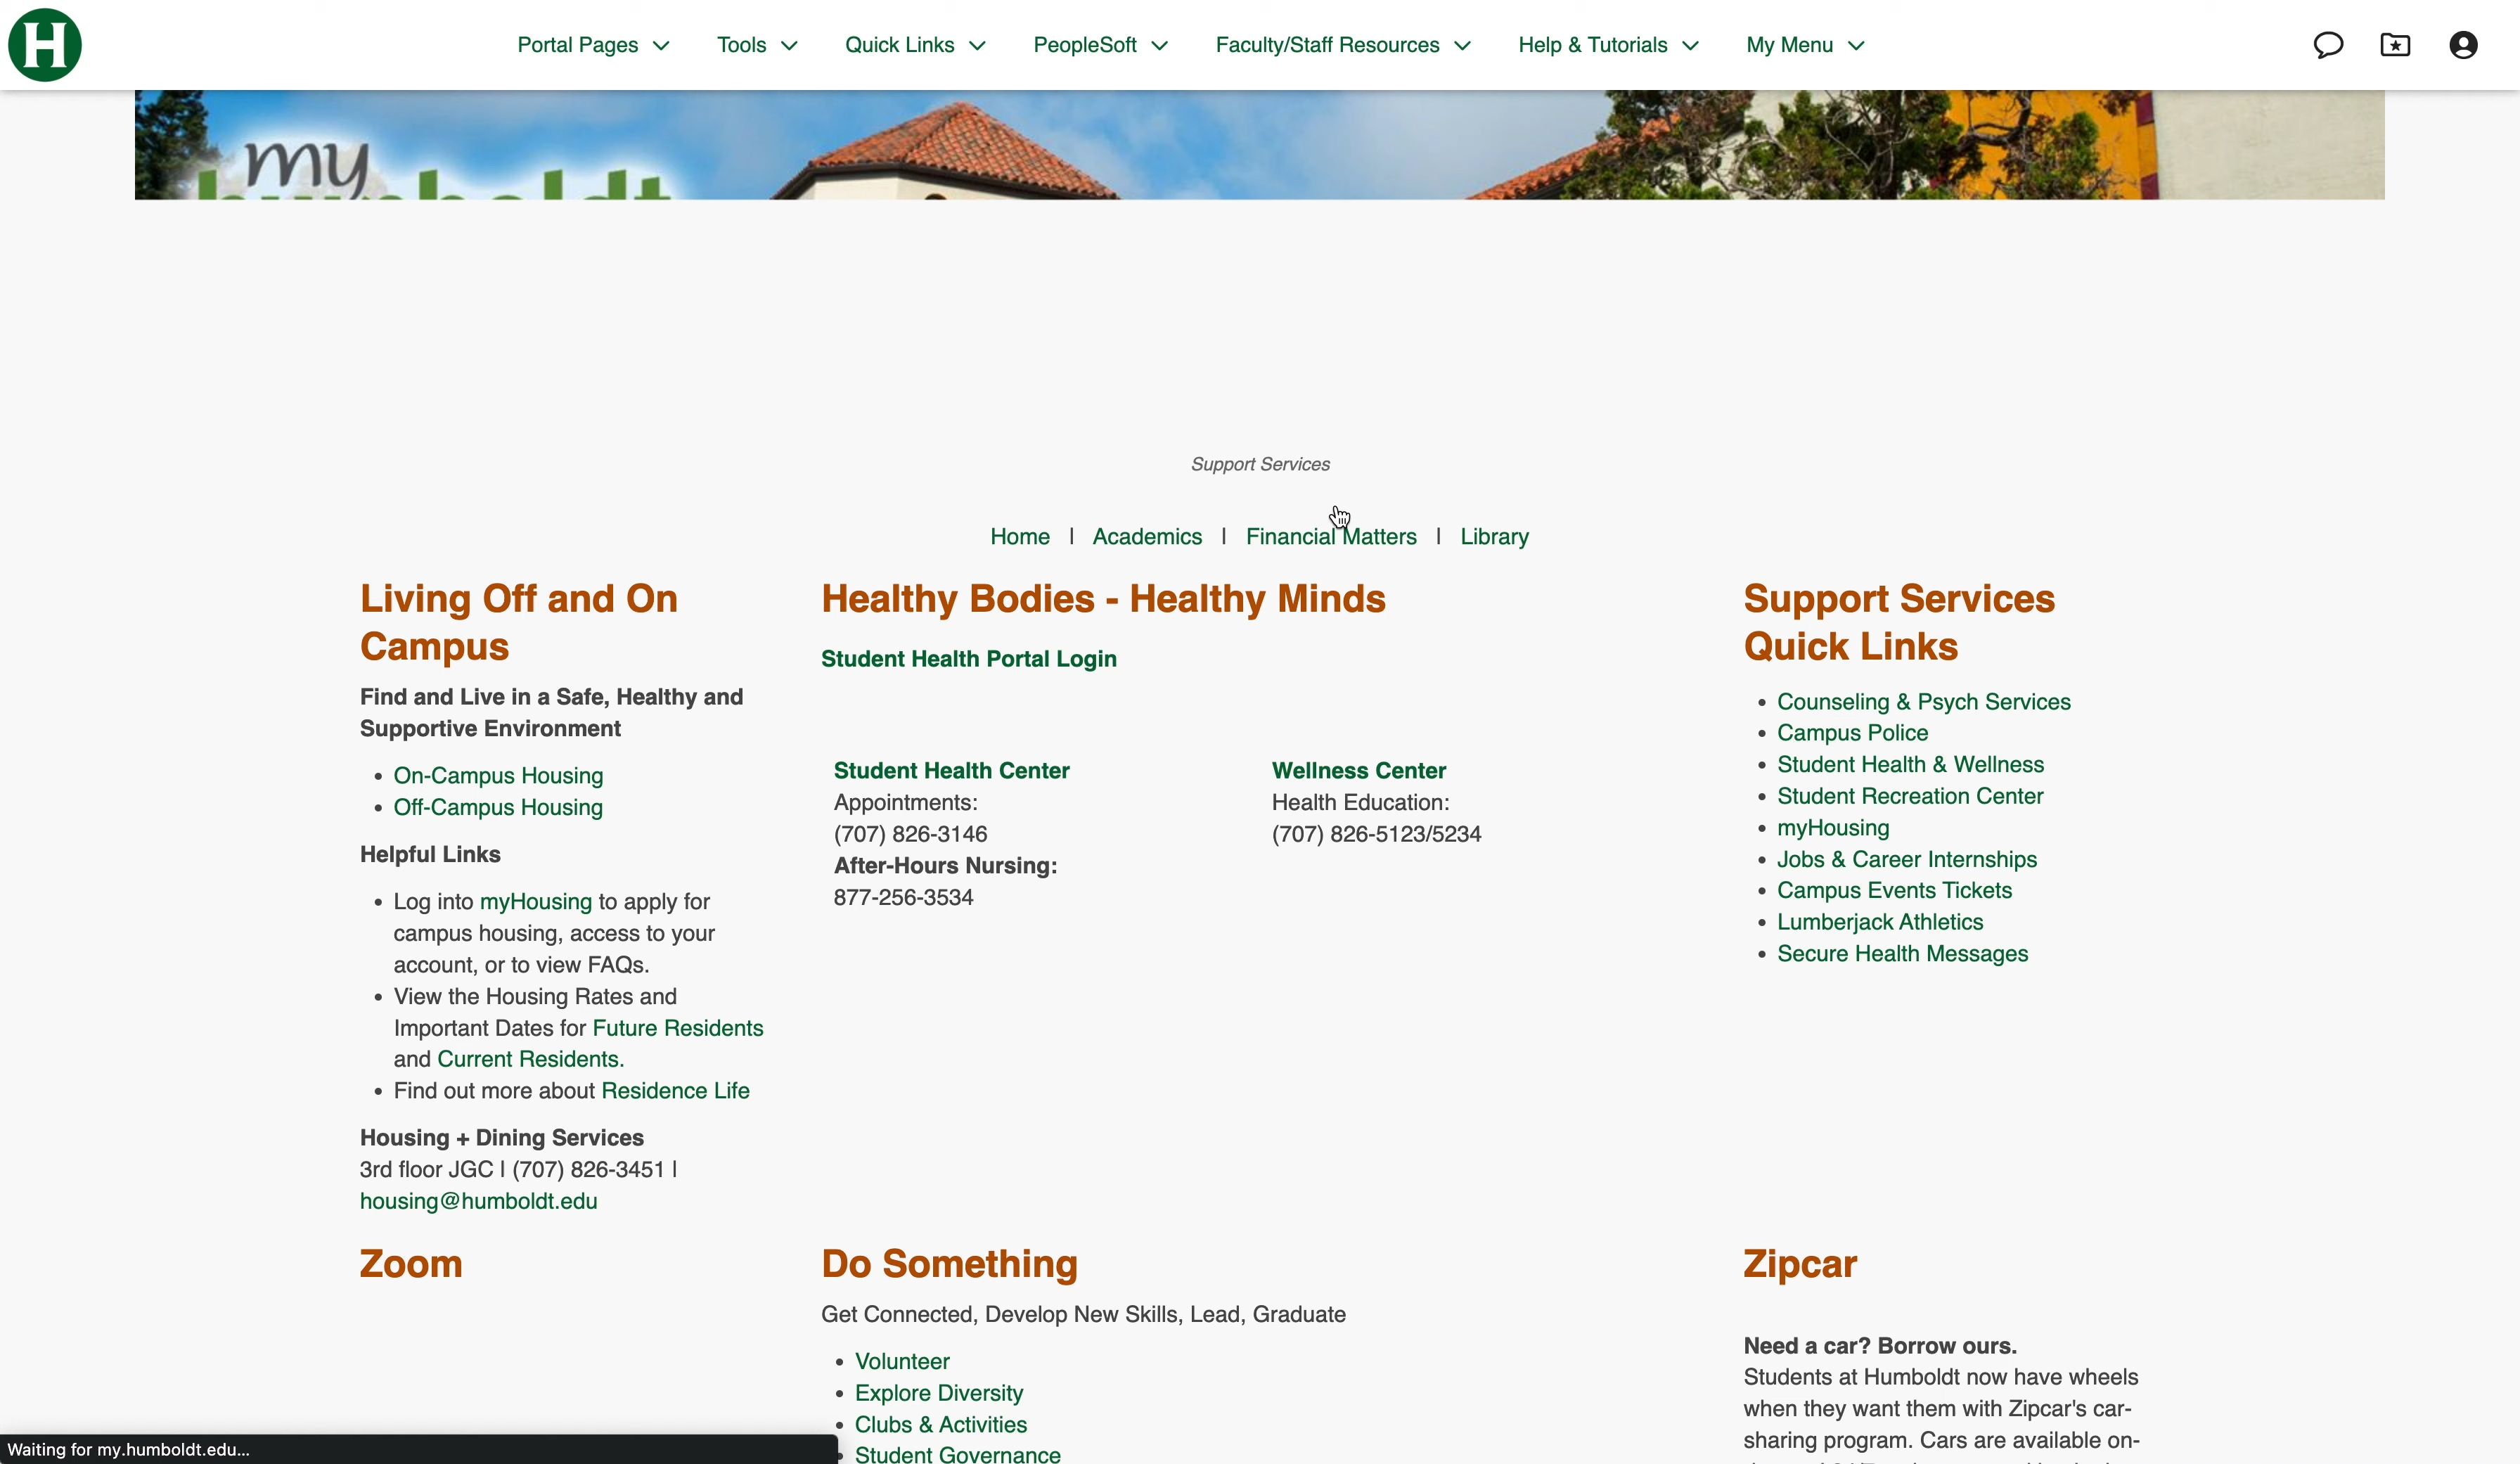 H
Portal Pages
Tools
Quick Links
PeopleSoft
Faculty/Staff Resources
Help & Tutorials
My Menu
my
humboldt
Support Services
Home | Academics | Financial Matters | Library
Living Off and On
Campus
Find and Live in a Safe, Healthy and
Supportive Environment
• On-Campus Housing
• Off-Campus Housing
Helpful Links
• Log into myHousing to apply for
campus housing, access to your
account, or to view FAQs.
• View the Housing Rates and
Important Dates for Future Residents
and Current Residents.
• Find out more about Residence Life
Housing + Dining Services
3rd floor JGC | (707) 826-3451 |
housing@humboldt.edu
Healthy Bodies - Healthy Minds
Student Health Portal Login
Student Health Center
Appointments:
(707) 826-3146
After-Hours Nursing:
877-256-3534
Wellness Center
Health Education:
(707) 826-5123/5234
Support Services
Quick Links
• Counseling & Psych Services
• Campus Police
• Student Health & Wellness
• Student Recreation Center
• myHousing
• Jobs & Career Internships
• Campus Events Tickets
• Lumberjack Athletics
• Secure Health Messages
Zoom
Do Something
Get Connected, Develop New Skills, Lead, Graduate
• Volunteer
• Explore Diversity
• Clubs & Activities
• Student Governance
Zipcar
Need a car? Borrow ours.
Students at Humboldt now have wheels
when they want them with Zipcar's car-
sharing program. Cars are available on-
Waiting for my.humboldt.edu...